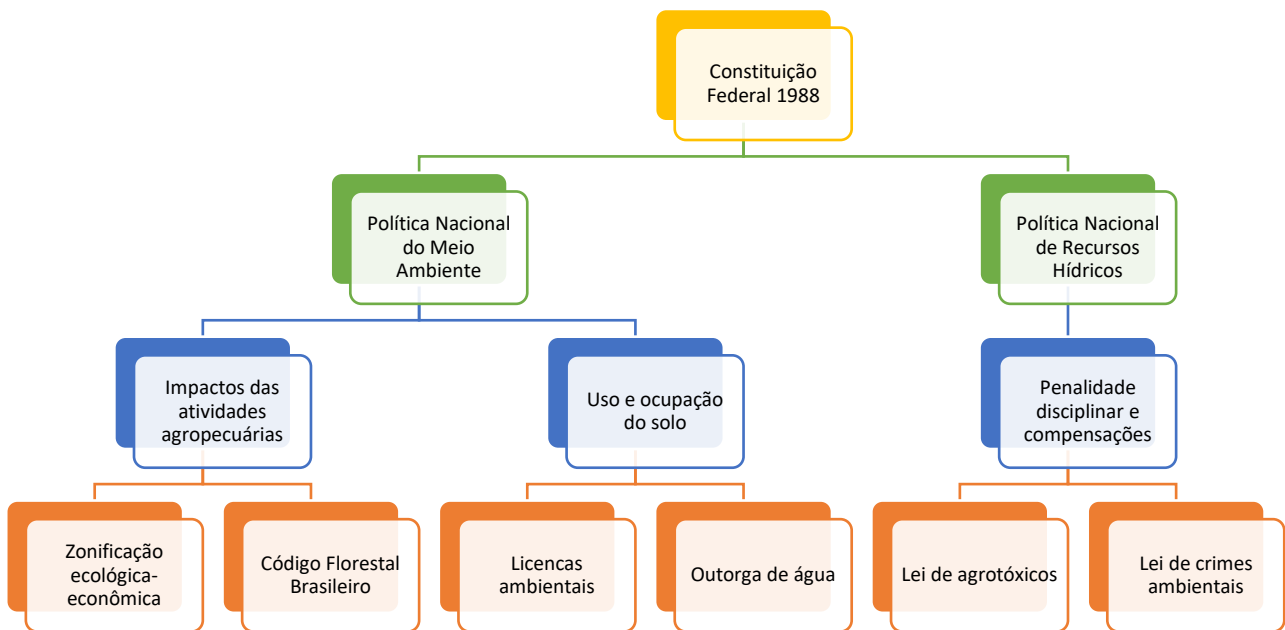 Constituição
Federal 1988
Política Nacional
do Meio
Ambiente
Política Nacional
de Recursos
Hídricos
Impactos das
atividades
agropecuárias
Uso e ocupação
do solo
Penalidade
disciplinar e
compensações
Zonificação
ecológica-
econômica
Código Florestal
Brasileiro
Licencas
ambientais
Outorga de água
Lei de agrotóxicos
Lei de crimes
ambientais